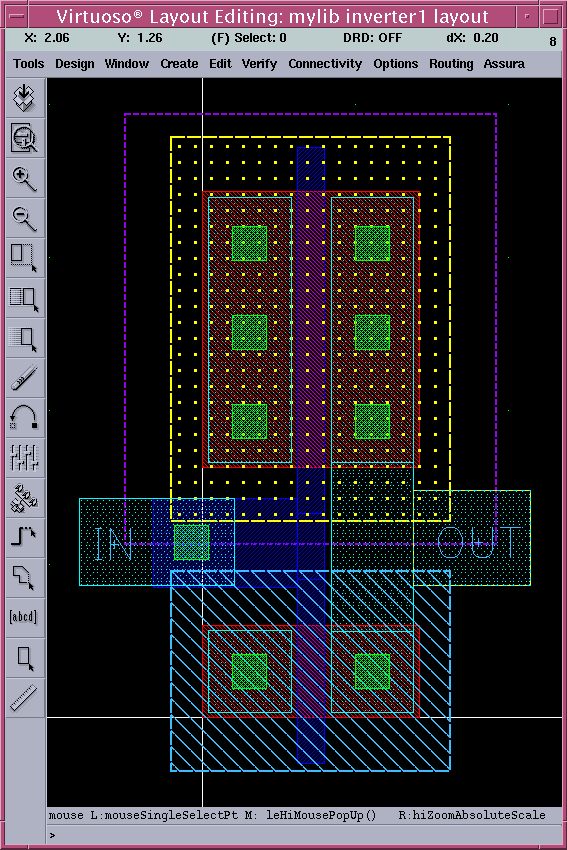 Virtuoso® Layout Editing: mylib inverter1 layout
X: 2.06 Y: 1.26 (F) Select: 0 DRD: OFF dX: 0.20 8
Tools Design Window Create Edit Verify Connectivity Options Routing Assura
IN OUT
[abcd]
mouse L:mouseSingleSelectPt M: leHiMousePopUp() R:hiZoomAbsoluteScale
>